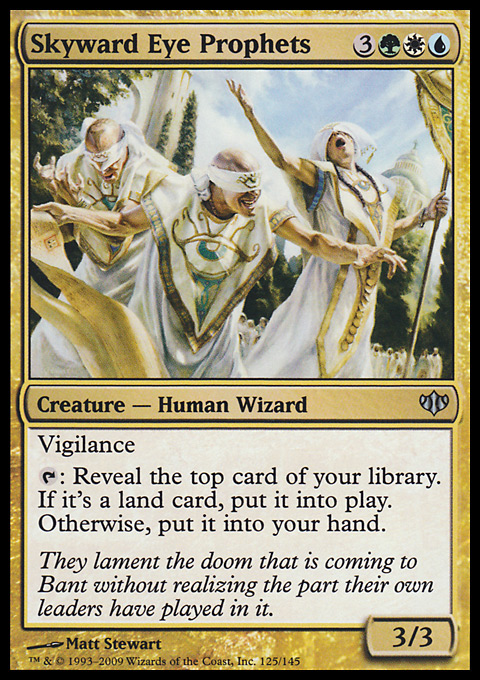 Skyward Eye Prophets 3
Creature — Human Wizard
Vigilance
: Reveal the top card of your library.
If it's a land card, put it into play.
Otherwise, put it into your hand.
They lament the doom that is coming to
Bant without realizing the part their own
leaders have played in it.
Matt Stewart
3/3
™ & © 1993–2009 Wizards of the Coast, Inc. 125/145